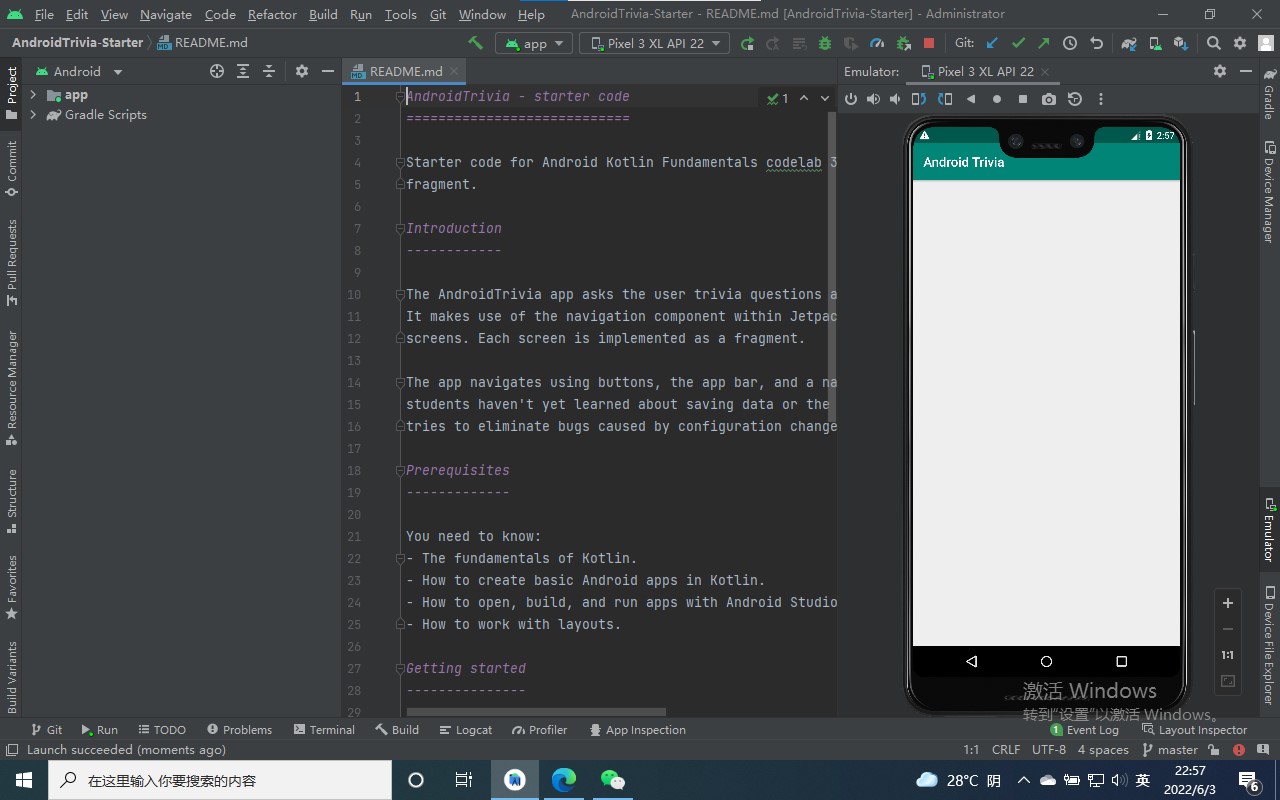 File Edit View Navigate Code Refactor Build Run Tools Git Window Help AndroidTrivia-Starter - README.md [AndroidTrivia-Starter] - Administrator
AndroidTrivia-Starter README.md app Pixel 3 XL API 22 Git:
Project
Commit
Pull Requests
Resource Manager
Structure
Favorites
Build Variants
Android
app
Gradle Scripts
README.md
1
1 AndroidTrivia - starter code
2 ============================
3
4 Starter code for Android Kotlin Fundamentals codelab 3
5 fragment.
6
7 Introduction
8 ------------
9
10 The AndroidTrivia app asks the user trivia questions a
11 It makes use of the navigation component within Jetpac
12 screens. Each screen is implemented as a fragment.
13
14 The app navigates using buttons, the app bar, and a na
15 students haven't yet learned about saving data or the
16 tries to eliminate bugs caused by configuration change
17
18 Prerequisites
19 -------------
20
21 You need to know:
22 - The fundamentals of Kotlin.
23 - How to create basic Android apps in Kotlin.
24 - How to open, build, and run apps with Android Studio
25 - How to work with layouts.
26
27 Getting started
28 ---------------
29
Emulator: Pixel 3 XL API 22
2:57
Android Trivia
1:1
激活 Windows
转到“设置”以激活 Windows。
Gradle
Device Manager
Emulator
Device File Explorer
Git Run TODO Problems Terminal Build Logcat Profiler App Inspection 1 Event Log Layout Inspector
Launch succeeded (moments ago) 1:1 CRLF UTF-8 4 spaces master
在这里输入你要搜索的内容
28°C 阴 英 22:57
2022/6/3
6